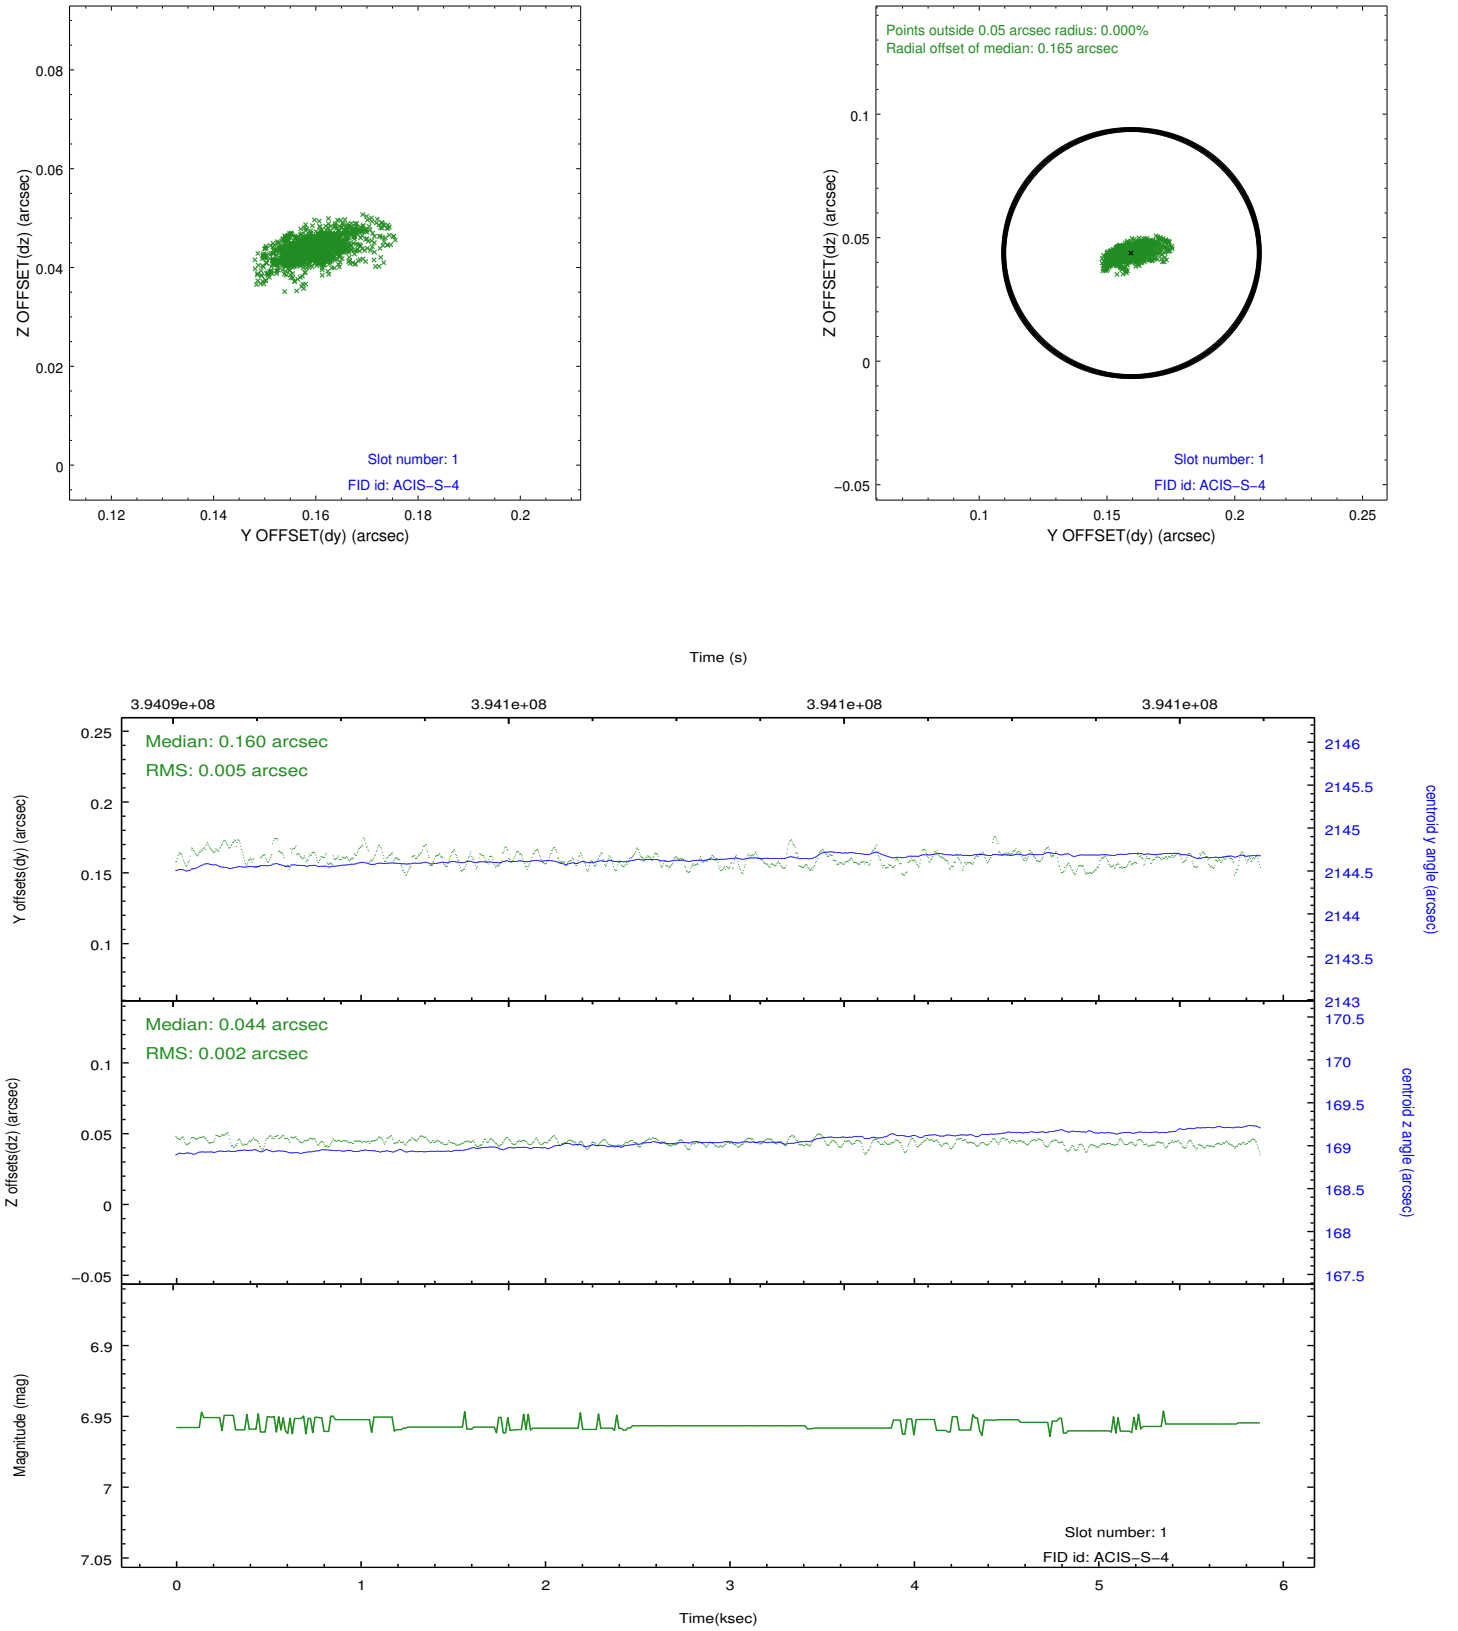 0.08
0.06
0.04
0.02
0
Z OFFSET(dz) (arcsec)
Slot number: 1
FID id: ACIS−S−4
0.12 0.14 0.16 0.18 0.2
Y OFFSET(dy) (arcsec)
Points outside 0.05 arcsec radius: 0.000%
Radial offset of median: 0.165 arcsec
0.1
0.05
0
−0.05
Z OFFSET(dz) (arcsec)
Slot number: 1
FID id: ACIS−S−4
0.1 0.15 0.2 0.25
Y OFFSET(dy) (arcsec)
Time (s)
3.9409e+08 3.941e+08 3.941e+08 3.941e+08
Median: 0.160 arcsec
RMS: 0.005 arcsec
0.25
0.2
0.15
0.1
Y offsets(dy) (arcsec)
2146
2145.5
2145
2144.5
2144
2143.5
2143
centroid y angle (arcsec)
Median: 0.044 arcsec
RMS: 0.002 arcsec
0.1
0.05
0
−0.05
Z offsets(dz) (arcsec)
170.5
170
169.5
169
168.5
168
167.5
centroid z angle (arcsec)
6.9
6.95
7
7.05
Magnitude (mag)
Slot number: 1
FID id: ACIS−S−4
0 1 2 3 4 5 6
Time(ksec)